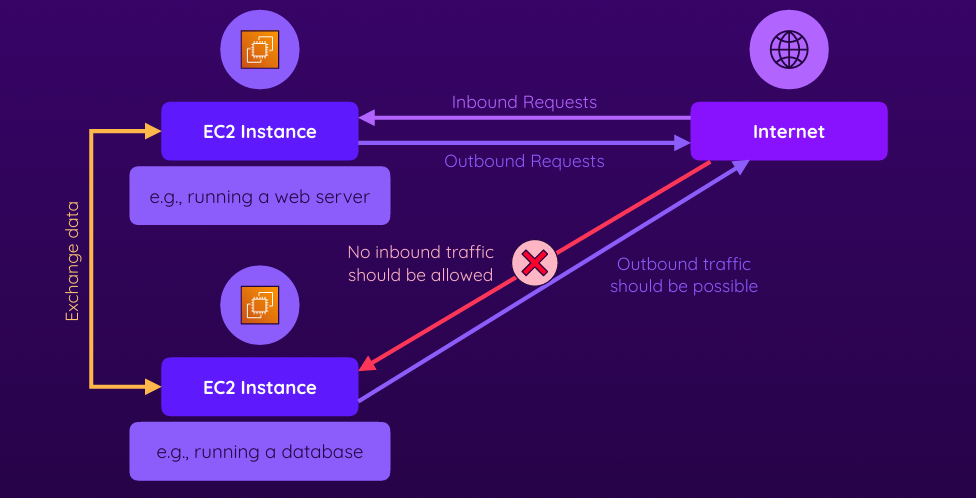 Inbound Requests
EC2 Instance
Internet
Outbound Requests
e.g., running a web server
Exchange data
No inbound traffic
should be allowed
Outbound traffic
should be possible
EC2 Instance
e.g., running a database